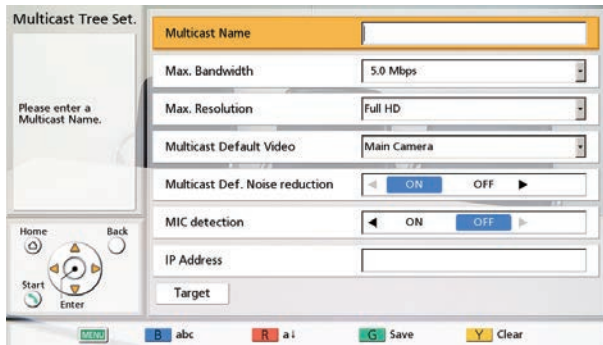 Multicast Tree Set.
Please enter a
Multicast Name.
Multicast Name
Max. Bandwidth 5.0 Mbps
Max. Resolution Full HD
Multicast Default Video Main Camera
Multicast Def. Noise reduction ON OFF
MIC detection ON OFF
IP Address
Target
Home Back
Start
Enter
MENU B abc R a↓ G Save Y Clear